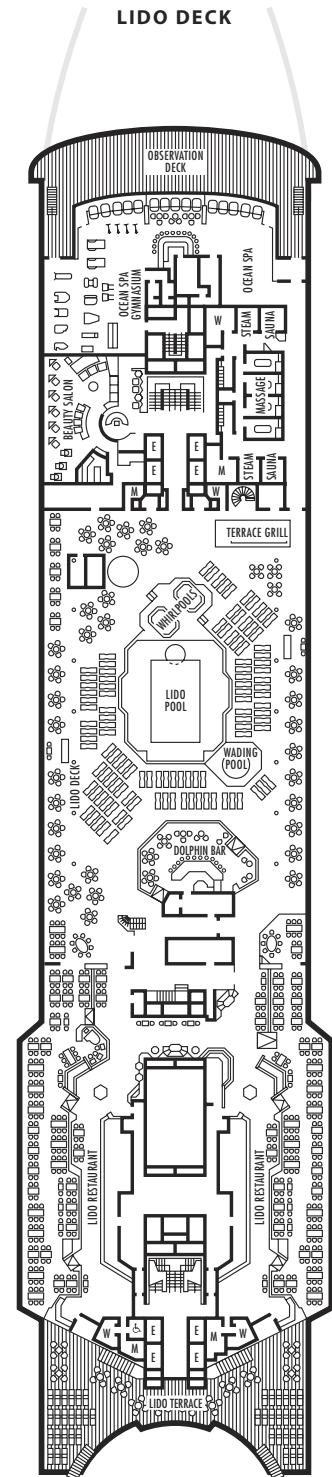 LIDO DECK
OBSERVATION
DECK
OCEAN SPA
GYMNASIUM
OCEAN SPA
W
STEAM
SAUNA
MASSAGE
BEAUTY SALON
E
E
E
E
M
STEAM
SAUNA
M
W
TERRACE GRILL
WHIRLPOOLS
LIDO
POOL
WADING
POOL
LIDO DECK
DOLPHIN BAR
LIDO RESTAURANT
LIDO RESTAURANT
W
M
E
E
E
E
M
W
LIDO TERRACE